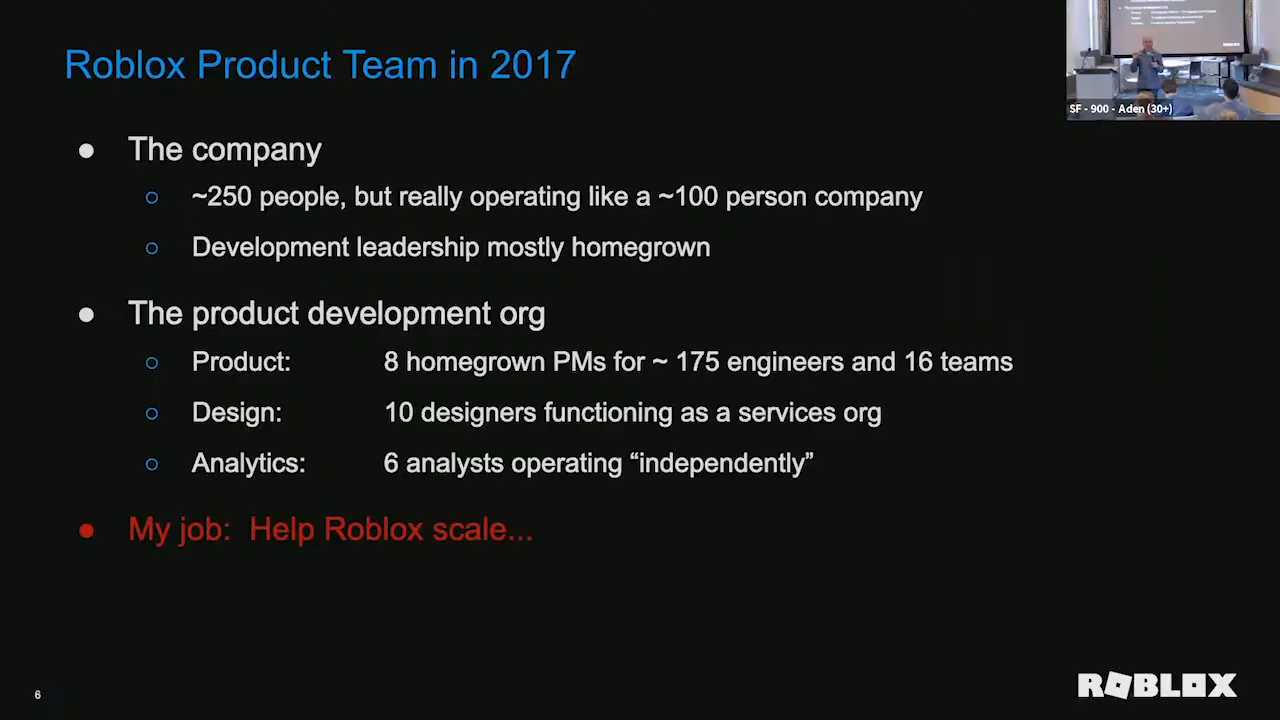 Roblox Product Team in 2017
SF - 900 - Aden (30+)
● The company
○ ~250 people, but really operating like a ~100 person company
○ Development leadership mostly homegrown
● The product development org
○ Product: 8 homegrown PMs for ~ 175 engineers and 16 teams
○ Design: 10 designers functioning as a services org
○ Analytics: 6 analysts operating “independently”
● My job: Help Roblox scale...
6
ROBLOX